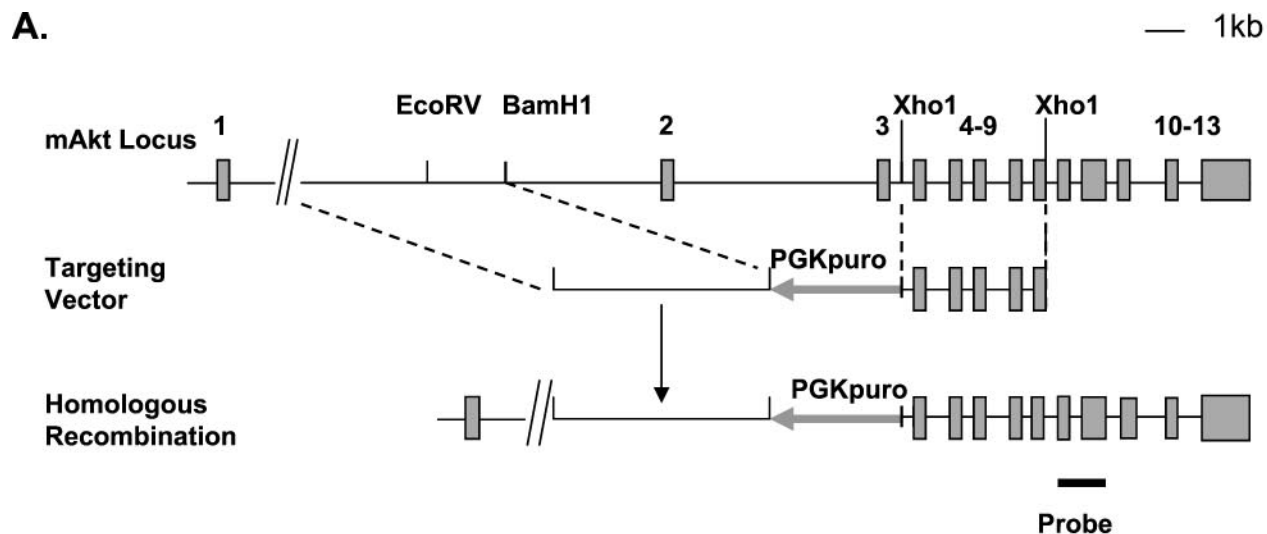 A.
1kb
EcoRV BamH1 Xho1 Xho1
mAkt Locus 1 2 3 4-9 10-13
Targeting
Vector
PGKpuro
Homologous
Recombination
PGKpuro
Probe